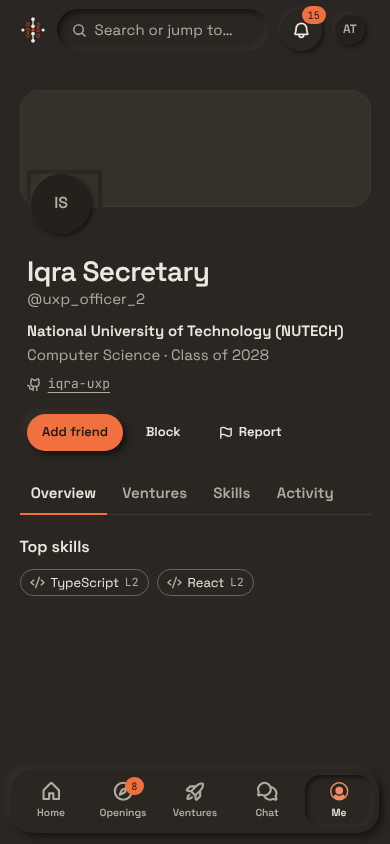 Search or jump to...
15
AT
IS
Iqra Secretary
@uxp_officer_2
National University of Technology (NUTECH)
Computer Science · Class of 2028
iqra-uxp
Add friend Block Report
Overview Ventures Skills Activity
Top skills
TypeScript L2 React L2
8
Home Openings Ventures Chat Me